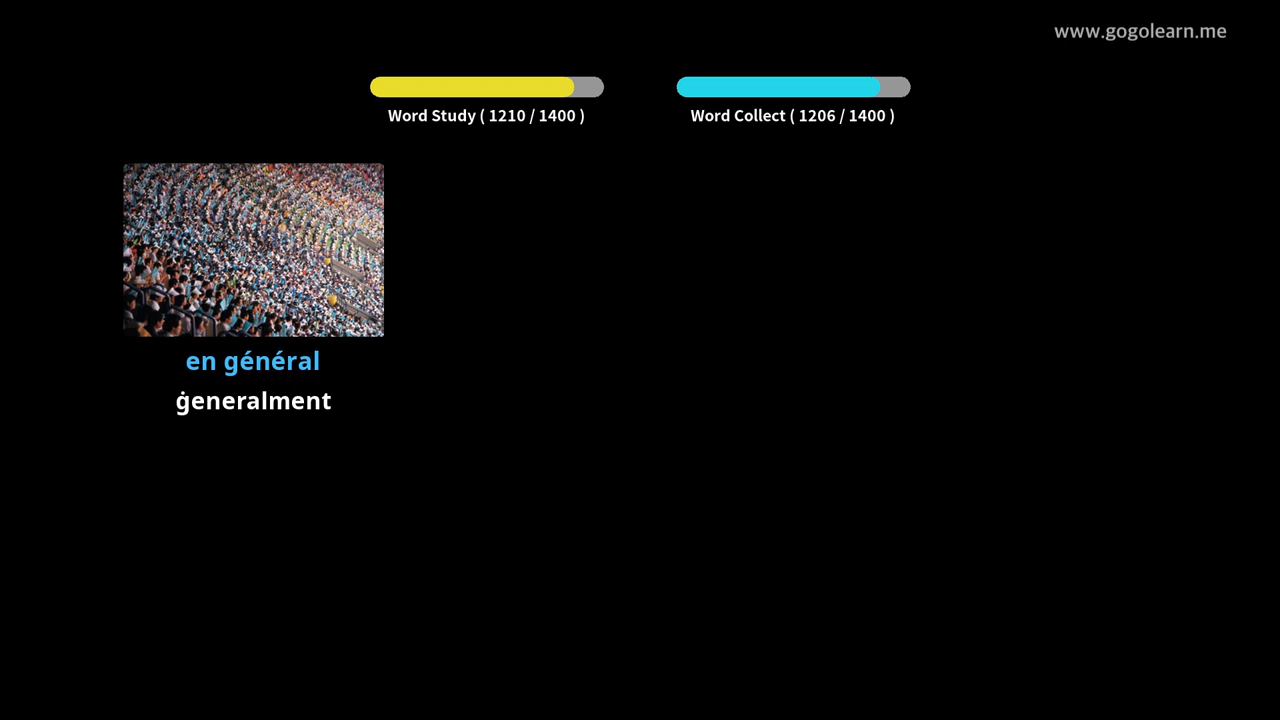 www.gogolearn.me
Word Study ( 1210 / 1400 )
Word Collect ( 1206 / 1400 )
en général
ġeneralment